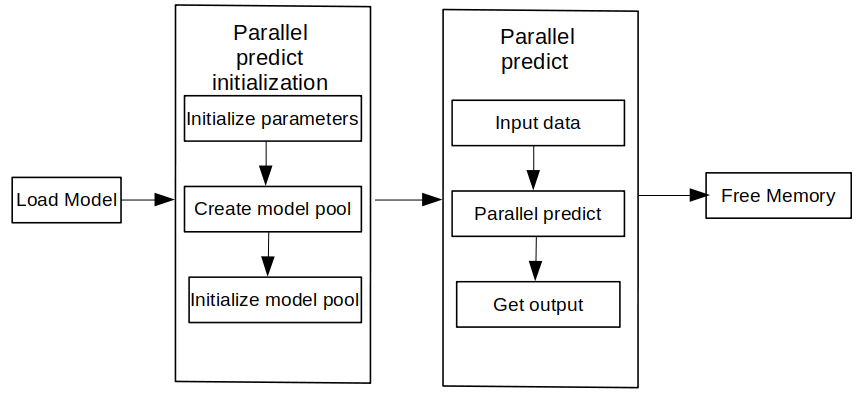 Load Model
Parallel
predict
initialization
Initialize parameters
Create model pool
Initialize model pool
Parallel
predict
Input data
Parallel predict
Get output
Free Memory